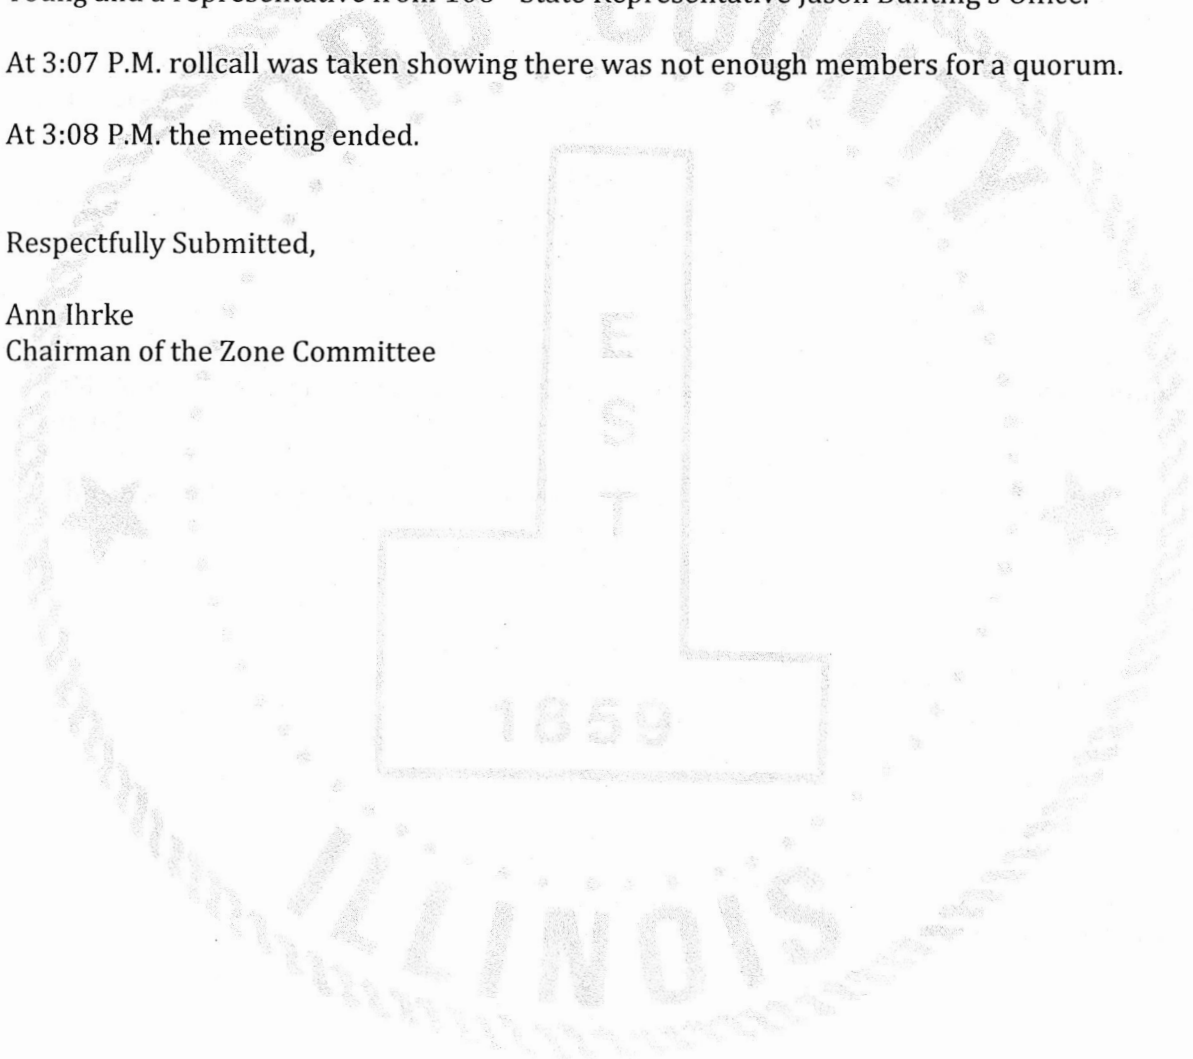 Young and a representative from 106th State Representative Jason Bunting's Office.
At 3:07 P.M. rollcall was taken showing there was not enough members for a quorum.
At 3:08 P.M. the meeting ended.
Respectfully Submitted,
Ann Ihrke
Chairman of the Zone Committee
FORD COUNTY
E
S
T
1859
ILLINOIS